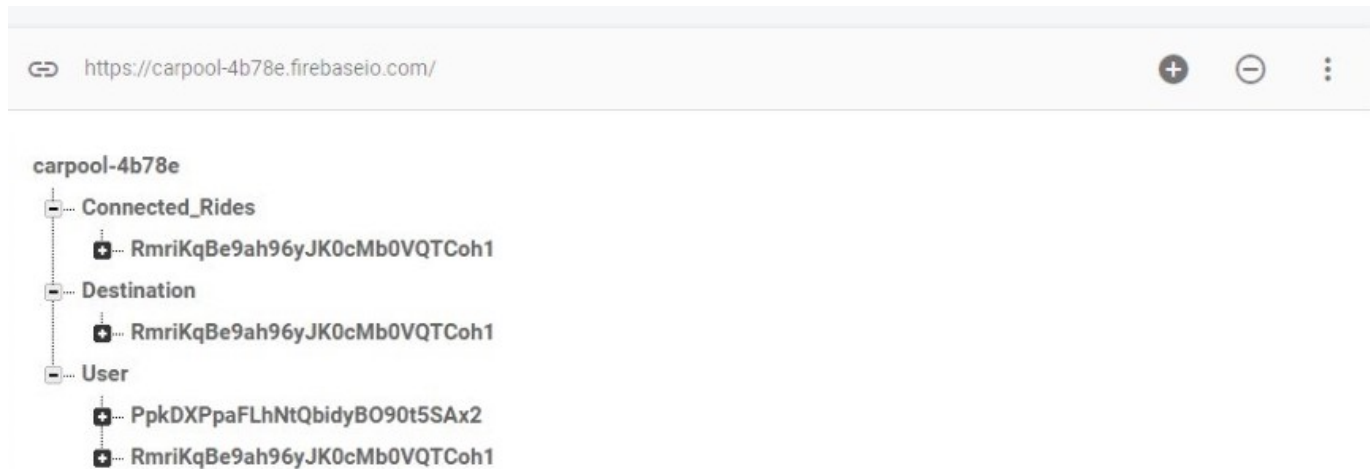 https://carpool-4b78e.firebaseio.com/
carpool-4b78e
Connected_Rides
RmriKqBe9ah96yJK0cMb0VQTCoh1
Destination
RmriKqBe9ah96yJK0cMb0VQTCoh1
User
PpkDXPpaFLhNtQbidyBO90t5SAx2
RmriKqBe9ah96yJK0cMb0VQTCoh1